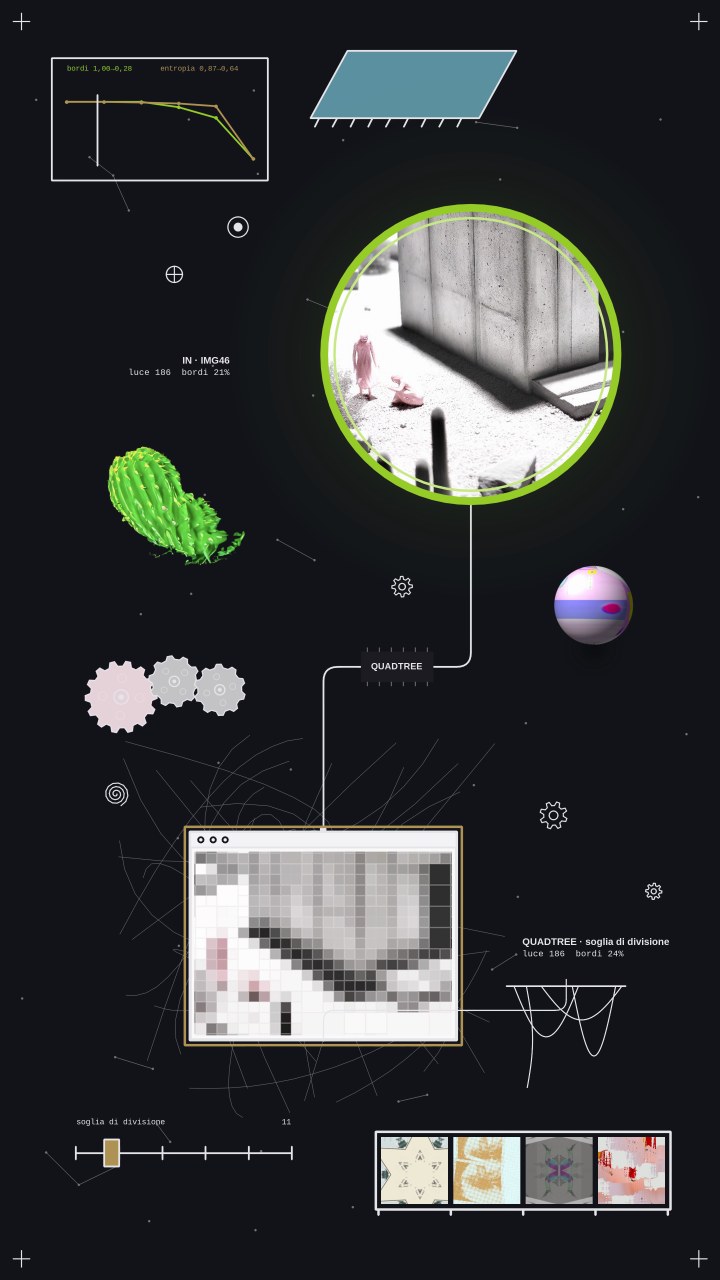 bordi 1,00→0,28 entropia 0,87→0,64
IN · IMG46
luce 186 bordi 21%
QUADTREE
QUADTREE · soglia di divisione
luce 186 bordi 24%
soglia di divisione 11